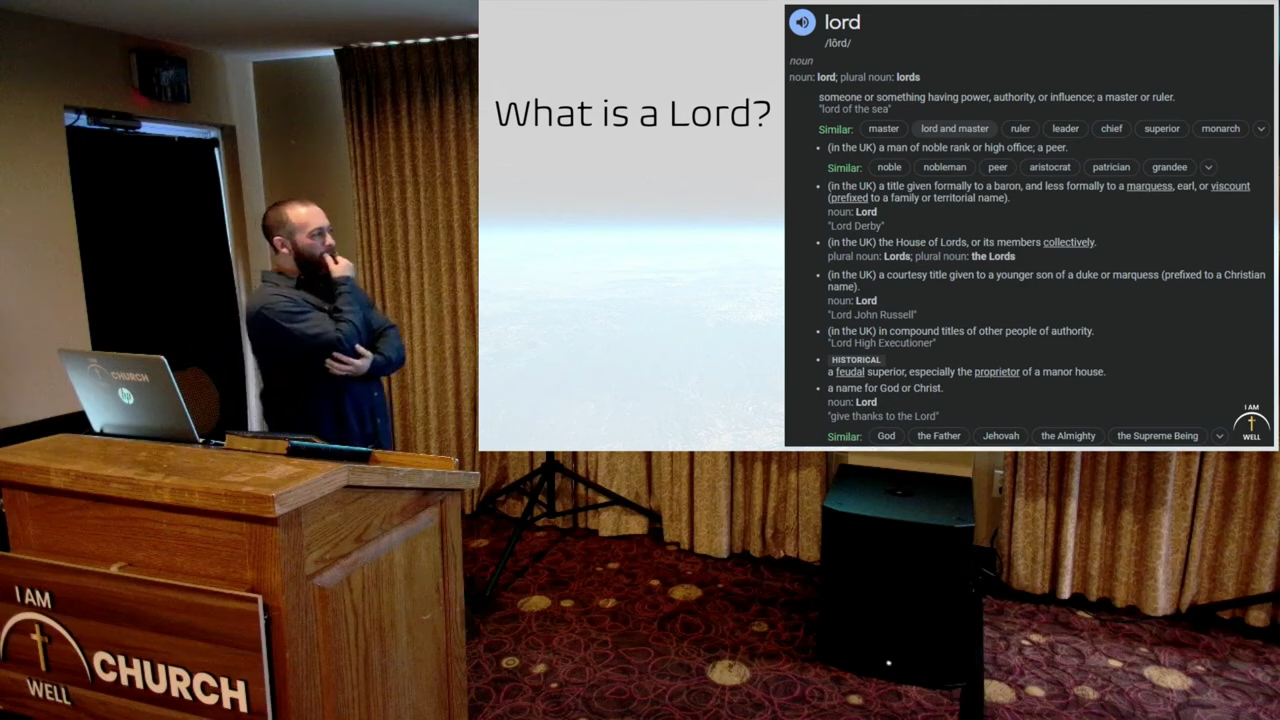 What is a Lord?
lord
/lôrd/
noun
noun: lord; plural noun: lords
someone or something having power, authority, or influence; a master or ruler.
"lord of the sea"
Similar: master lord and master ruler leader chief superior monarch
• (in the UK) a man of noble rank or high office; a peer.
Similar: noble nobleman peer aristocrat patrician grandee
• (in the UK) a title given formally to a baron, and less formally to a marquess, earl, or viscount
(prefixed to a family or territorial name).
noun: Lord
"Lord Derby"
• (in the UK) the House of Lords, or its members collectively.
plural noun: Lords; plural noun: the Lords
• (in the UK) a courtesy title given to a younger son of a duke or marquess (prefixed to a Christian
name).
noun: Lord
"Lord John Russell"
• (in the UK) in compound titles of other people of authority.
"Lord High Executioner"
• HISTORICAL
a feudal superior, especially the proprietor of a manor house.
• a name for God or Christ.
noun: Lord
"give thanks to the Lord"
Similar: God the Father Jehovah the Almighty the Supreme Being
I AM
WELL
I AM
CHURCH
hp
I AM
WELL
CHURCH